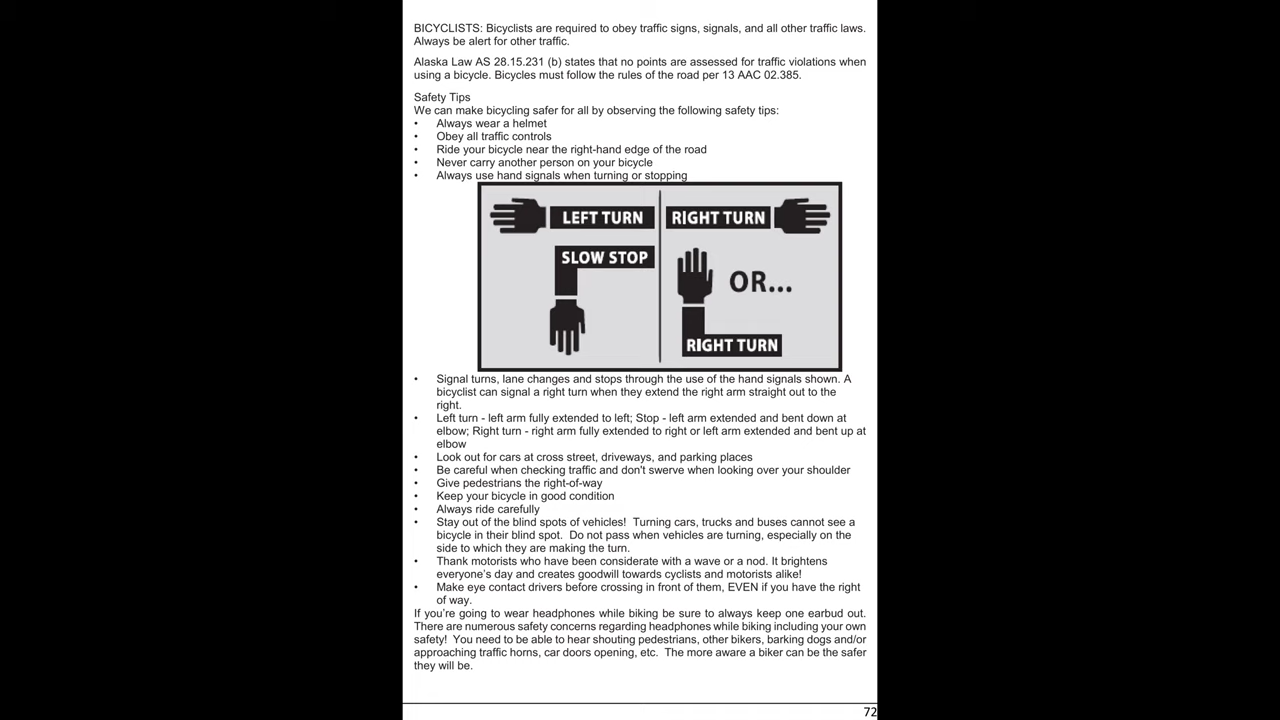 BICYCLISTS: Bicyclists are required to obey traffic signs, signals, and all other traffic laws.
Always be alert for other traffic.
Alaska Law AS 28.15.231 (b) states that no points are assessed for traffic violations when
using a bicycle. Bicycles must follow the rules of the road per 13 AAC 02.385.
Safety Tips
We can make bicycling safer for all by observing the following safety tips:
• Always wear a helmet
• Obey all traffic controls
• Ride your bicycle near the right-hand edge of the road
• Never carry another person on your bicycle
• Always use hand signals when turning or stopping
LEFT TURN
RIGHT TURN
SLOW STOP
OR...
RIGHT TURN
• Signal turns, lane changes and stops through the use of the hand signals shown. A
bicyclist can signal a right turn when they extend the right arm straight out to the
right.
• Left turn - left arm fully extended to left; Stop - left arm extended and bent down at
elbow; Right turn - right arm fully extended to right or left arm extended and bent up at
elbow
• Look out for cars at cross street, driveways, and parking places
• Be careful when checking traffic and don't swerve when looking over your shoulder
• Give pedestrians the right-of-way
• Keep your bicycle in good condition
• Always ride carefully
• Stay out of the blind spots of vehicles! Turning cars, trucks and buses cannot see a
bicycle in their blind spot. Do not pass when vehicles are turning, especially on the
side to which they are making the turn.
• Thank motorists who have been considerate with a wave or a nod. It brightens
everyone's day and creates goodwill towards cyclists and motorists alike!
• Make eye contact drivers before crossing in front of them, EVEN if you have the right
of way.
If you're going to wear headphones while biking be sure to always keep one earbud out.
There are numerous safety concerns regarding headphones while biking including your own
safety! You need to be able to hear shouting pedestrians, other bikers, barking dogs and/or
approaching traffic horns, car doors opening, etc. The more aware a biker can be the safer
they will be.
72